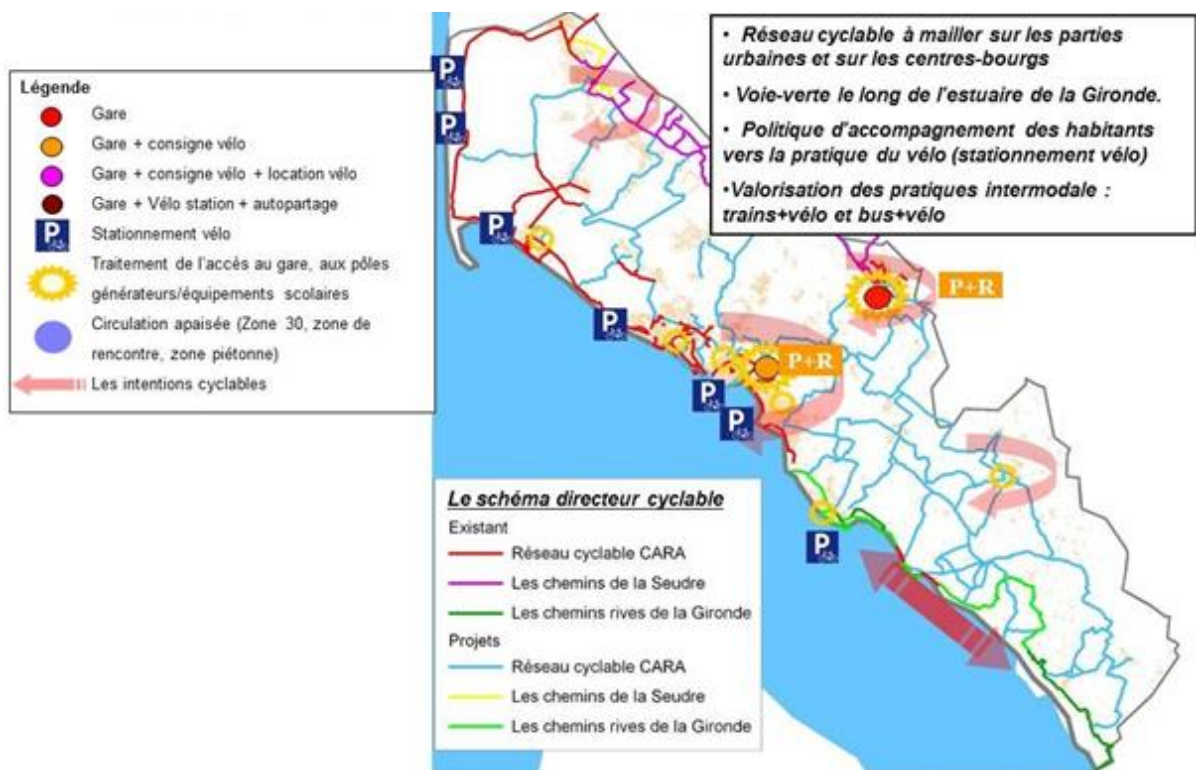 Légende
Gare
Gare + consigne vélo
Gare + consigne vélo + location vélo
Gare + Vélo station + autopartage
P
Stationnement vélo
Traitement de l'accès au gare, aux pôles
générateurs/équipements scolaires
Circulation apaisée (Zone 30, zone de
rencontre, zone piétonne)
Les intentions cyclables
• Réseau cyclable à mailler sur les parties
urbaines et sur les centres-bourgs
• Voie-verte le long de l'estuaire de la Gironde.
• Politique d'accompagnement des habitants
vers la pratique du vélo (stationnement vélo)
•Valorisation des pratiques intermodale :
trains+vélo et bus+vélo
P
P
P
P+R
P
P+R
P
P
P
Le schéma directeur cyclable
Existant
Réseau cyclable CARA
Les chemins de la Seudre
Les chemins rives de la Gironde
Projets
Réseau cyclable CARA
Les chemins de la Seudre
Les chemins rives de la Gironde